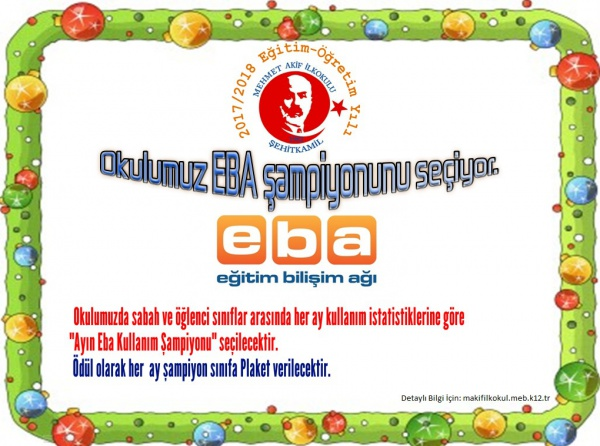 2017/2018 Eğitim-Öğretim Yılı
MEHMET AKİF İLKOKULU
ŞEHİTKAMİL
Okulumuz EBA şampiyonunu seçiyor.
eba
eğitim bilişim ağı
Okulumuzda sabah ve öğlenci sınıflar arasında her ay kullanım istatistiklerine göre
"Ayın Eba Kullanım Şampiyonu" seçilecektir.
Ödül olarak her ay şampiyon sınıfa Plaket verilecektir.
Detaylı Bilgi İçin: makifilkokul.meb.k12.tr